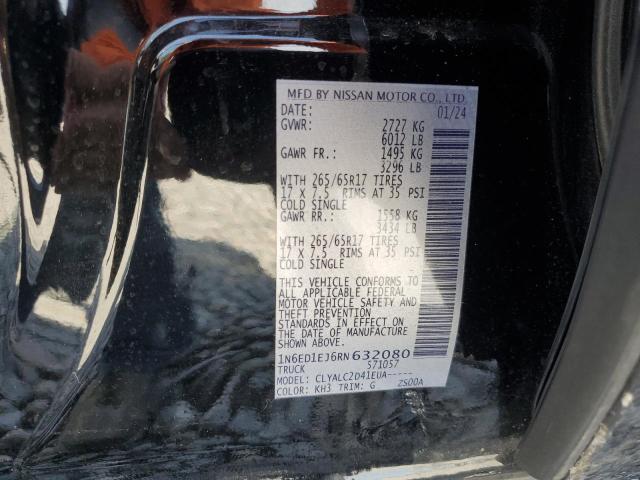 MFD BY NISSAN MOTOR CO., LTD.
DATE: 01/24
GVWR: 2727 KG
6012 LB
GAWR FR.: 1495 KG
3296 LB
WITH 265/65R17 TIRES
17 X 7.5 RIMS AT 35 PSI
COLD SINGLE
GAWR RR.: 1558 KG
3434 LB
WITH 265/65R17 TIRES
17 X 7.5 RIMS AT 35 PSI
COLD SINGLE
THIS VEHICLE CONFORMS TO
ALL APPLICABLE FEDERAL
MOTOR VEHICLE SAFETY AND
THEFT PREVENTION
STANDARDS IN EFFECT ON
THE DATE OF MANUFACTURE
SHOWN ABOVE.
1N6ED1EJ6RN632080
TRUCK 571057
MODEL: CLYALC2D41EUA-----
COLOR: KH3 TRIM: G ZS00A